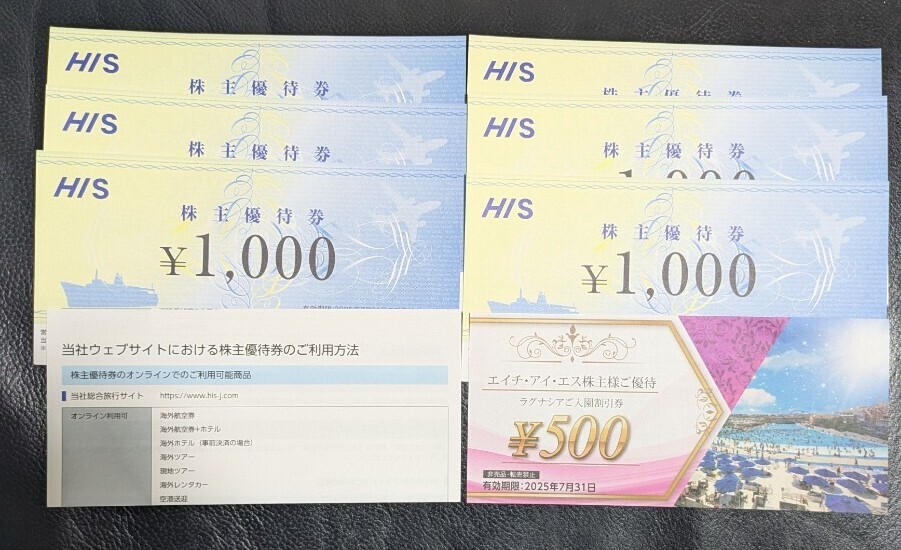 HIS
株主優待券
HIS
株主優待券
HIS
株主優待券
¥1,000
HIS
HIS
株主優待券
1,000
HIS
株主優待券
¥1,000
当社ウェブサイトにおける株主優待券のご利用方法
株主優待券のオンラインでのご利用可能商品
当社総合旅行サイト https://www.his-j.com
オンライン利用可
海外航空券
海外航空券+ホテル
海外ホテル（事前決済の場合）
海外ツアー
現地ツアー
海外レンタカー
空港送迎
エイチ・アイ・エス株主様ご優待
ラグナシアご入園割引券
¥500
非売品・転売禁止
有効期限:2025年7月31日